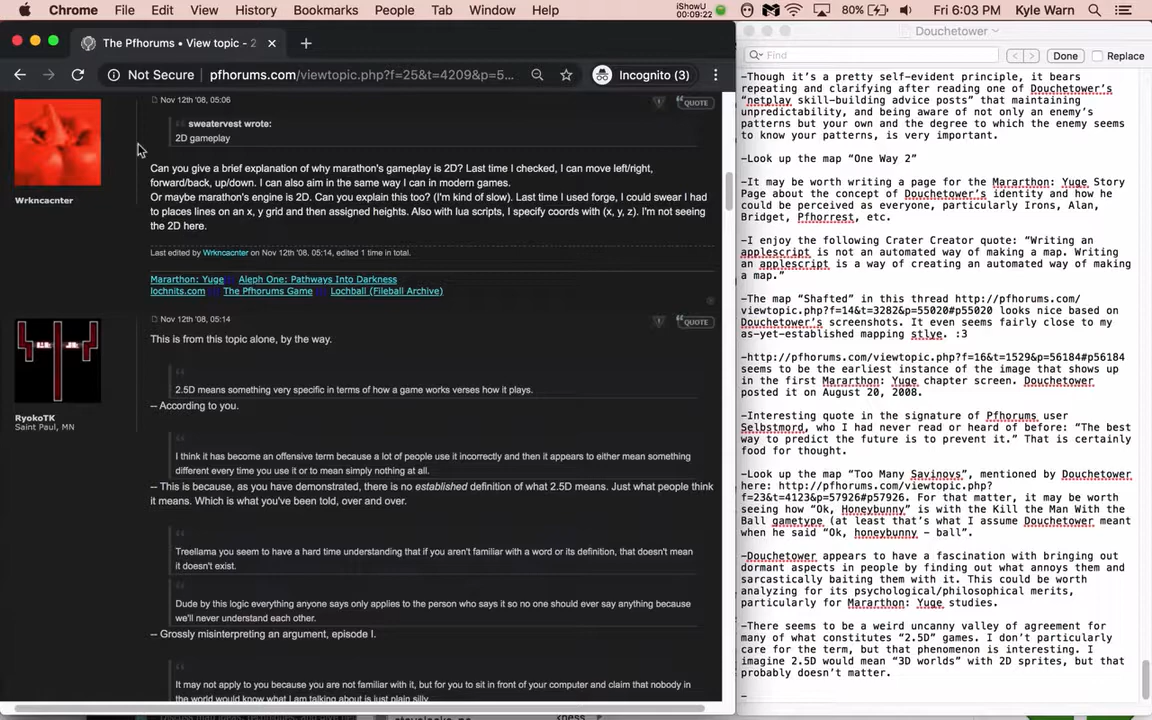 Chrome File Edit View History Bookmarks People Tab Window Help iShowU 00:09:22 80% Fri 6:03 PM Kyle Warn
The Pfhorums • View topic - 2
Not Secure pfhorums.com/viewtopic.php?f=25&t=4209&p=5... Incognito (3)
Nov 12th '08, 05:06 QUOTE
sweatervest wrote:
2D gameplay
Can you give a brief explanation of why marathon's gameplay is 2D? Last time I checked, I can move left/right,
forward/back, up/down. I can also aim in the same way I can in modern games.
Or maybe marathon's engine is 2D. Can you explain this too? (I'm kind of slow). Last time I used forge, I could swear I had
to places lines on an x, y grid and then assigned heights. Also with lua scripts, I specify coords with (x, y, z). I'm not seeing
the 2D here.
Wrkncacnter
Last edited by Wrkncacnter on Nov 12th '08, 05:14, edited 1 time in total.
Mararthon: Yuge Aleph One: Pathways Into Darkness
lochnits.com The Pfhorums Game Lochball (Fileball Archive)
Nov 12th '08, 05:14 QUOTE
This is from this topic alone, by the way.
2.5D means something very specific in terms of how a game works verses how it plays.
-- According to you.
RyokoTK
Saint Paul, MN
I think it has become an offensive term because a lot of people use it incorrectly and then it appears to either mean something
different every time you use it or to mean simply nothing at all.
-- This is because, as you have demonstrated, there is no established definition of what 2.5D means. Just what people think
it means. Which is what you've been told, over and over.
Treellama you seem to have a hard time understanding that if you aren't familiar with a word or its definition, that doesn't mean
it doesn't exist.
Dude by this logic everything anyone says only applies to the person who says it so no one should ever say anything because
we'll never understand each other.
-- Grossly misinterpreting an argument, episode I.
It may not apply to you because you are not familiar with it, but for you to sit in front of your computer and claim that nobody in
the world would know what I am talking about is just plain silly.
Douchetower
Find Done Replace
-Though it's a pretty self-evident principle, it bears
repeating and clarifying after reading one of Douchetower's
"netplay skill-building advice posts" that maintaining
unpredictability, and being aware of not only an enemy's
patterns but your own and the degree to which the enemy seems
to know your patterns, is very important.
-Look up the map "One Way 2"
-It may be worth writing a page for the Mararthon: Yuge Story
Page about the concept of Douchetower's identity and how he
could be perceived as everyone, particularly Irons, Alan,
Bridget, Pfhorrest, etc.
-I enjoy the following Crater Creator quote: "Writing an
applescript is not an automated way of making a map. Writing
an applescript is a way of creating an automated way of making
a map."
-The map "Shafted" in this thread http://pfhorums.com/
viewtopic.php?f=14&t=3282&p=55020#p55020 looks nice based on
Douchetower's screenshots. It even seems fairly close to my
as-yet-established mapping stlye. :3
-http://pfhorums.com/viewtopic.php?f=16&t=1529&p=56184#p56184
seems to be the earliest instance of the image that shows up
in the first Mararthon: Yuge chapter screen. Douchetower
posted it on August 20, 2008.
-Interesting quote in the signature of Pfhorums user
Selbstmord, who I had never read or heard of before: "The best
way to predict the future is to prevent it." That is certainly
food for thought.
-Look up the map "Too Many Savinovs", mentioned by Douchetower
here: http://pfhorums.com/viewtopic.php?
f=23&t=4123&p=57926#p57926. For that matter, it may be worth
seeing how "Ok, Honeybunny" is with the Kill the Man With the
Ball gametype (at least that's what I assume Douchetower meant
when he said "Ok, honeybunny - ball").
-Douchetower appears to have a fascination with bringing out
dormant aspects in people by finding out what annoys them and
sarcastically baiting them with it. This could be worth
analyzing for its psychological/philosophical merits,
particularly for Mararthon: Yuge studies.
-There seems to be a weird uncanny valley of agreement for
many of what constitutes "2.5D" games. I don't particularly
care for the term, but that phenomenon is interesting. I
imagine 2.5D would mean "3D worlds" with 2D sprites, but that
probably doesn't matter.
-